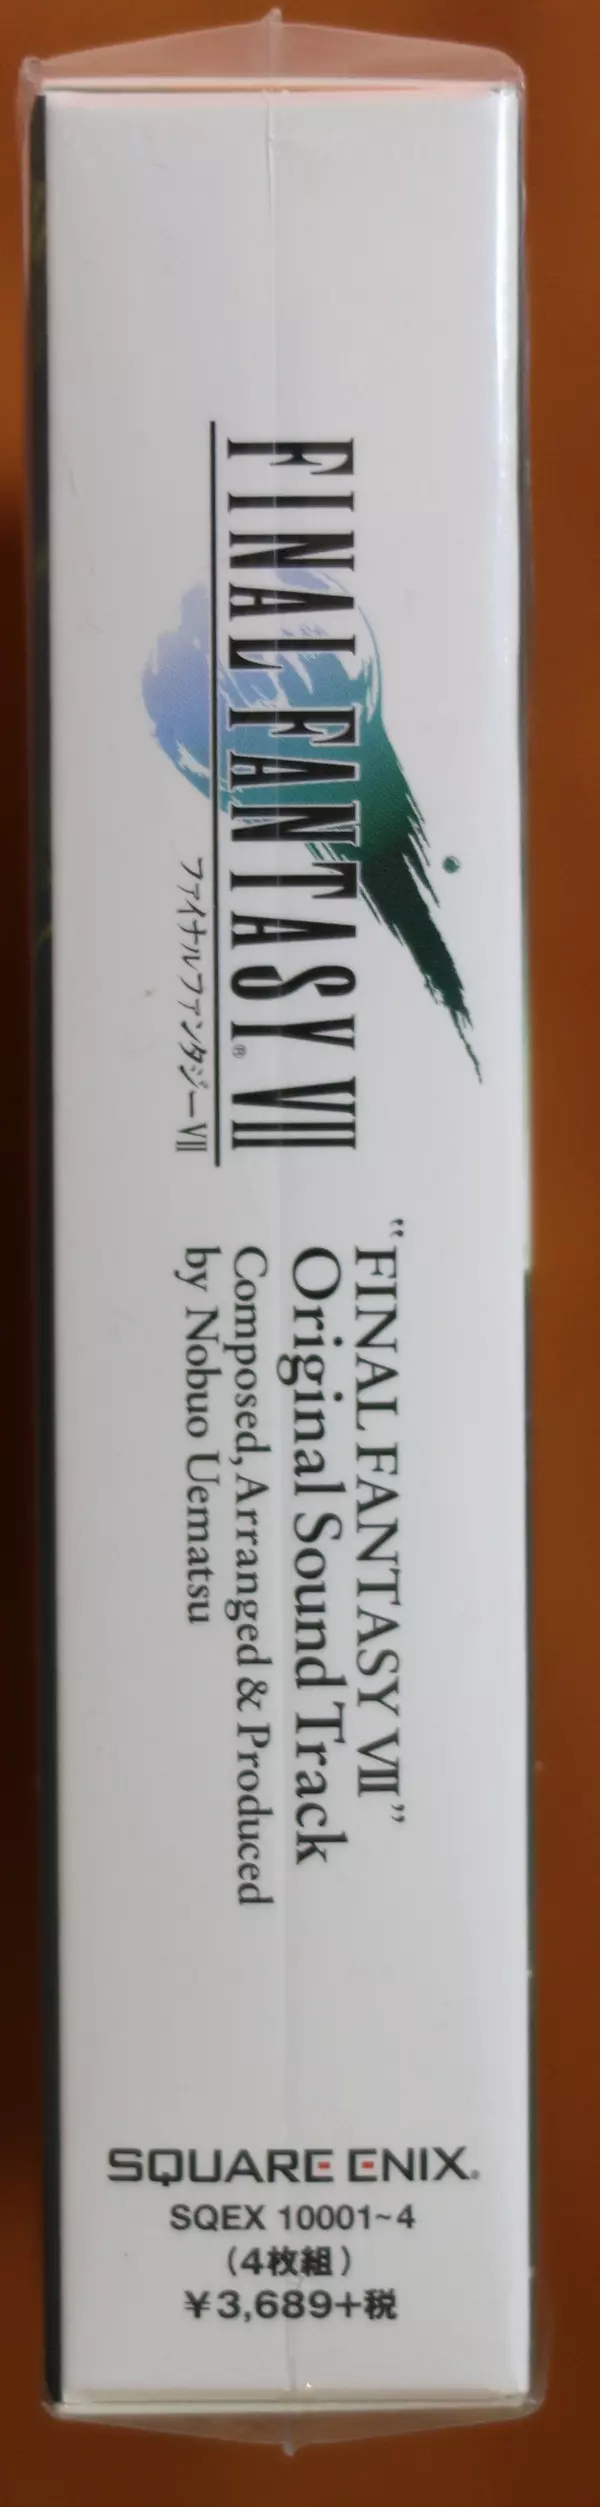 FINAL FANTASY® VII
ファイナルファンタジーVII
"FINAL FANTASY VII"
Original Sound Track
Composed, Arranged & Produced
by Nobuo Uematsu
SQUARE ENIX.
SQEX 10001~4
(4枚組)
¥3,689+税